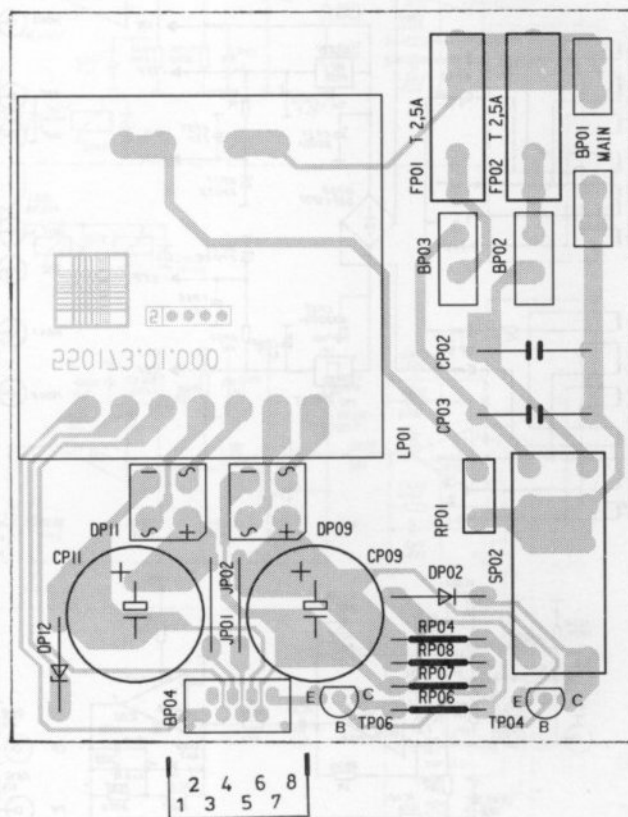 T 2,5A
T 2,5A
FP01
FP02
BP01
MAIN
BP03
BP02
S
550173.01.000
CP02
CP03
LP01
RP01
DP11
DP09
CP11
CP09
JP02
JP01
DP02
SP02
DP12
RP04
RP08
RP07
RP06
BP04
E C
B
TP06
TP04
E C
B
2 4 6 8
1 3 5 7